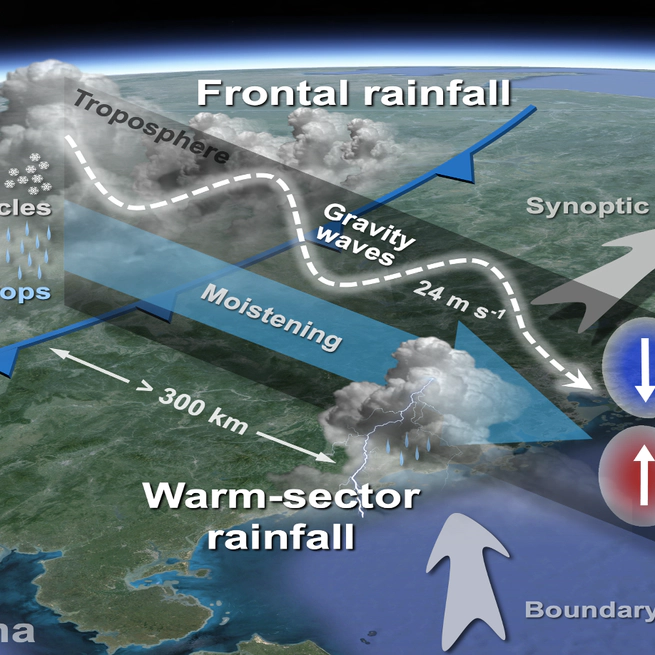 Frontal rainfall
Troposphere
Synoptic
cles
Gravity
waves
ops
24 m s⁻¹
Moistening
> 300 km
Warm-sector
rainfall
Boundary
na